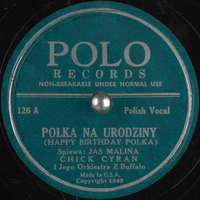 POLO
RECORDS
NON-BREAKABLE UNDER NORMAL USE
126 A
Polish Vocal
POLKA NA URODZINY
(HAPPY BIRTHDAY POLKA)
Spiewa: JAS MALINA
CHICK CYRAN
I Jego Orkiestra Z Buffalo
Made In U.S.A.
Copyright 1949